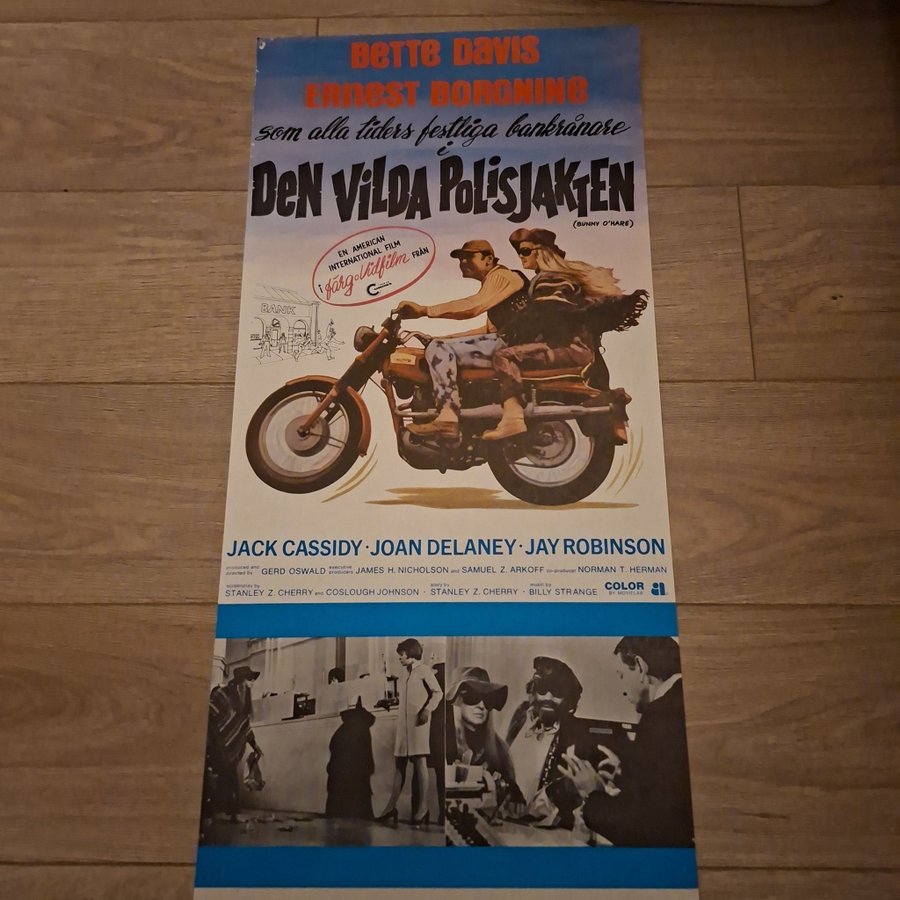 Bette Davis
Ernest Borgnine
som alla tiders festliga bankrånare
i
Den Vilda Polisjakten
(BUNNY O'HARE)
EN AMERICAN
INTERNATIONAL FILM
i färg o Vidfilm FRÅN
BANK
JACK CASSIDY · JOAN DELANEY · JAY ROBINSON
produced and directed by GERD OSWALD executive producers JAMES H. NICHOLSON and SAMUEL Z. ARKOFF co-producer NORMAN T. HERMAN
screenplay by STANLEY Z. CHERRY and COSLOUGH JOHNSON · story by STANLEY Z. CHERRY · music by BILLY STRANGE COLOR BY MOVIELAB ai